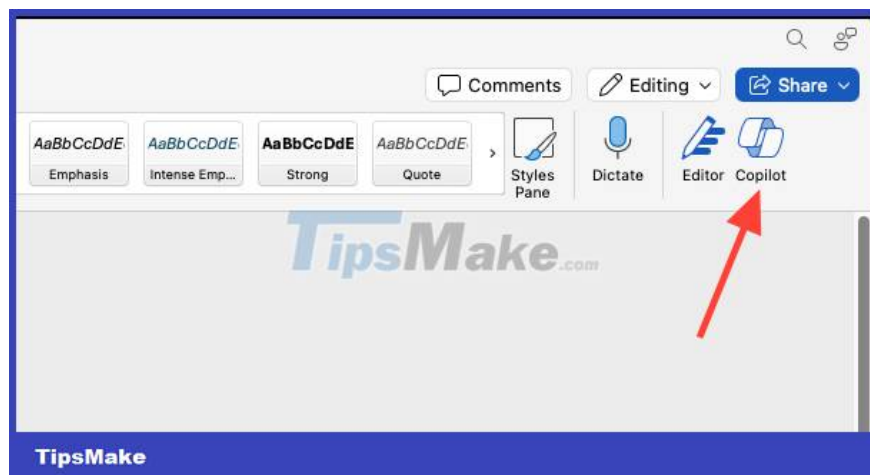 Comments Editing Share
AaBbCcDdE AaBbCcDdE AaBbCcDdE AaBbCcDdE
Emphasis Intense Emp... Strong Quote Styles Dictate Editor Copilot
Pane
TipsMake.com
TipsMake